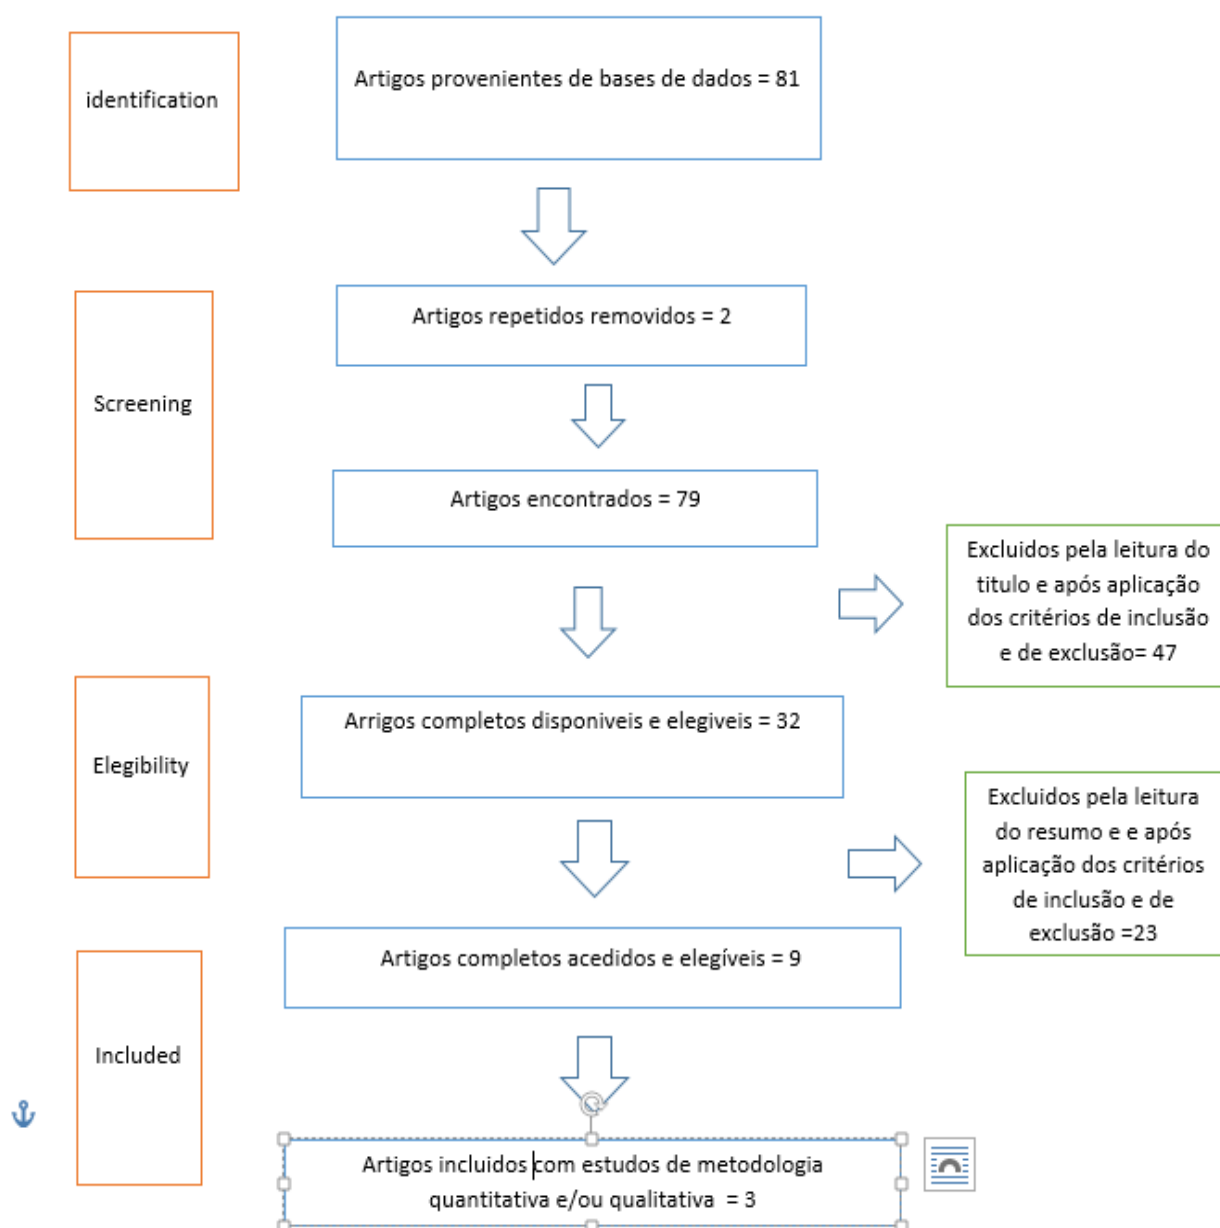 identification
Artigos provenientes de bases de dados = 81
Artigos repetidos removidos = 2
Screening
Artigos encontrados = 79
Excluidos pela leitura do
titulo e após aplicação
dos critérios de inclusão
e de exclusão= 47
Arrigos completos disponiveis e elegiveis = 32
Elegibility
Excluidos pela leitura
do resumo e e após
aplicação dos critérios
de inclusão e de
exclusão =23
Artigos completos acedidos e elegíveis = 9
Included
Artigos incluidos com estudos de metodologia
quantitativa e/ou qualitativa = 3